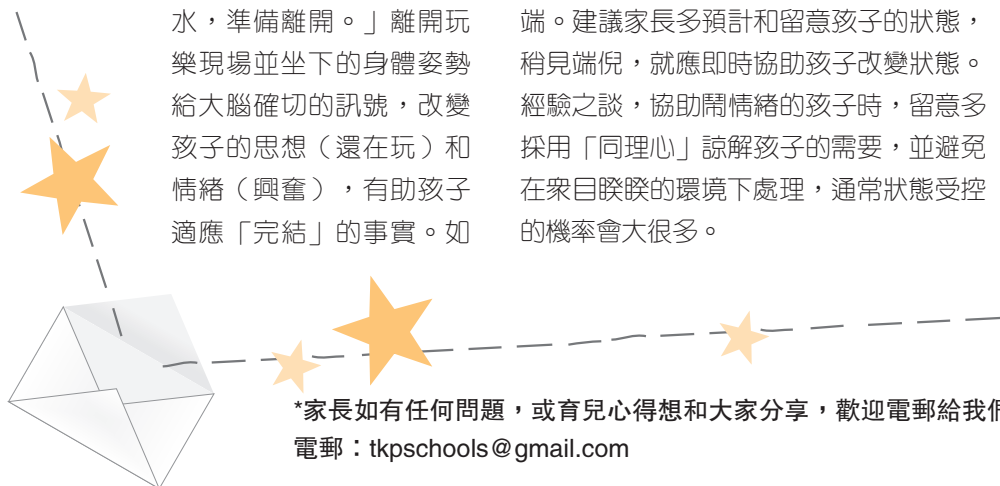 水，準備離開。」離開玩
樂現場並坐下的身體姿勢
給大腦確切的訊號，改變
孩子的思想（還在玩）和
情緒（興奮），有助孩子
適應「完結」的事實。如
端。建議家長多預計和留意孩子的狀態，
稍見端倪，就應即時協助孩子改變狀態。
經驗之談，協助鬧情緒的孩子時，留意多
採用「同理心」諒解孩子的需要，並避免
在眾目睽睽的環境下處理，通常狀態受控
的機率會大很多。
*家長如有任何問題，或育兒心得想和大家分享，歡迎電郵給我們
電郵：tkpschools@gmail.com